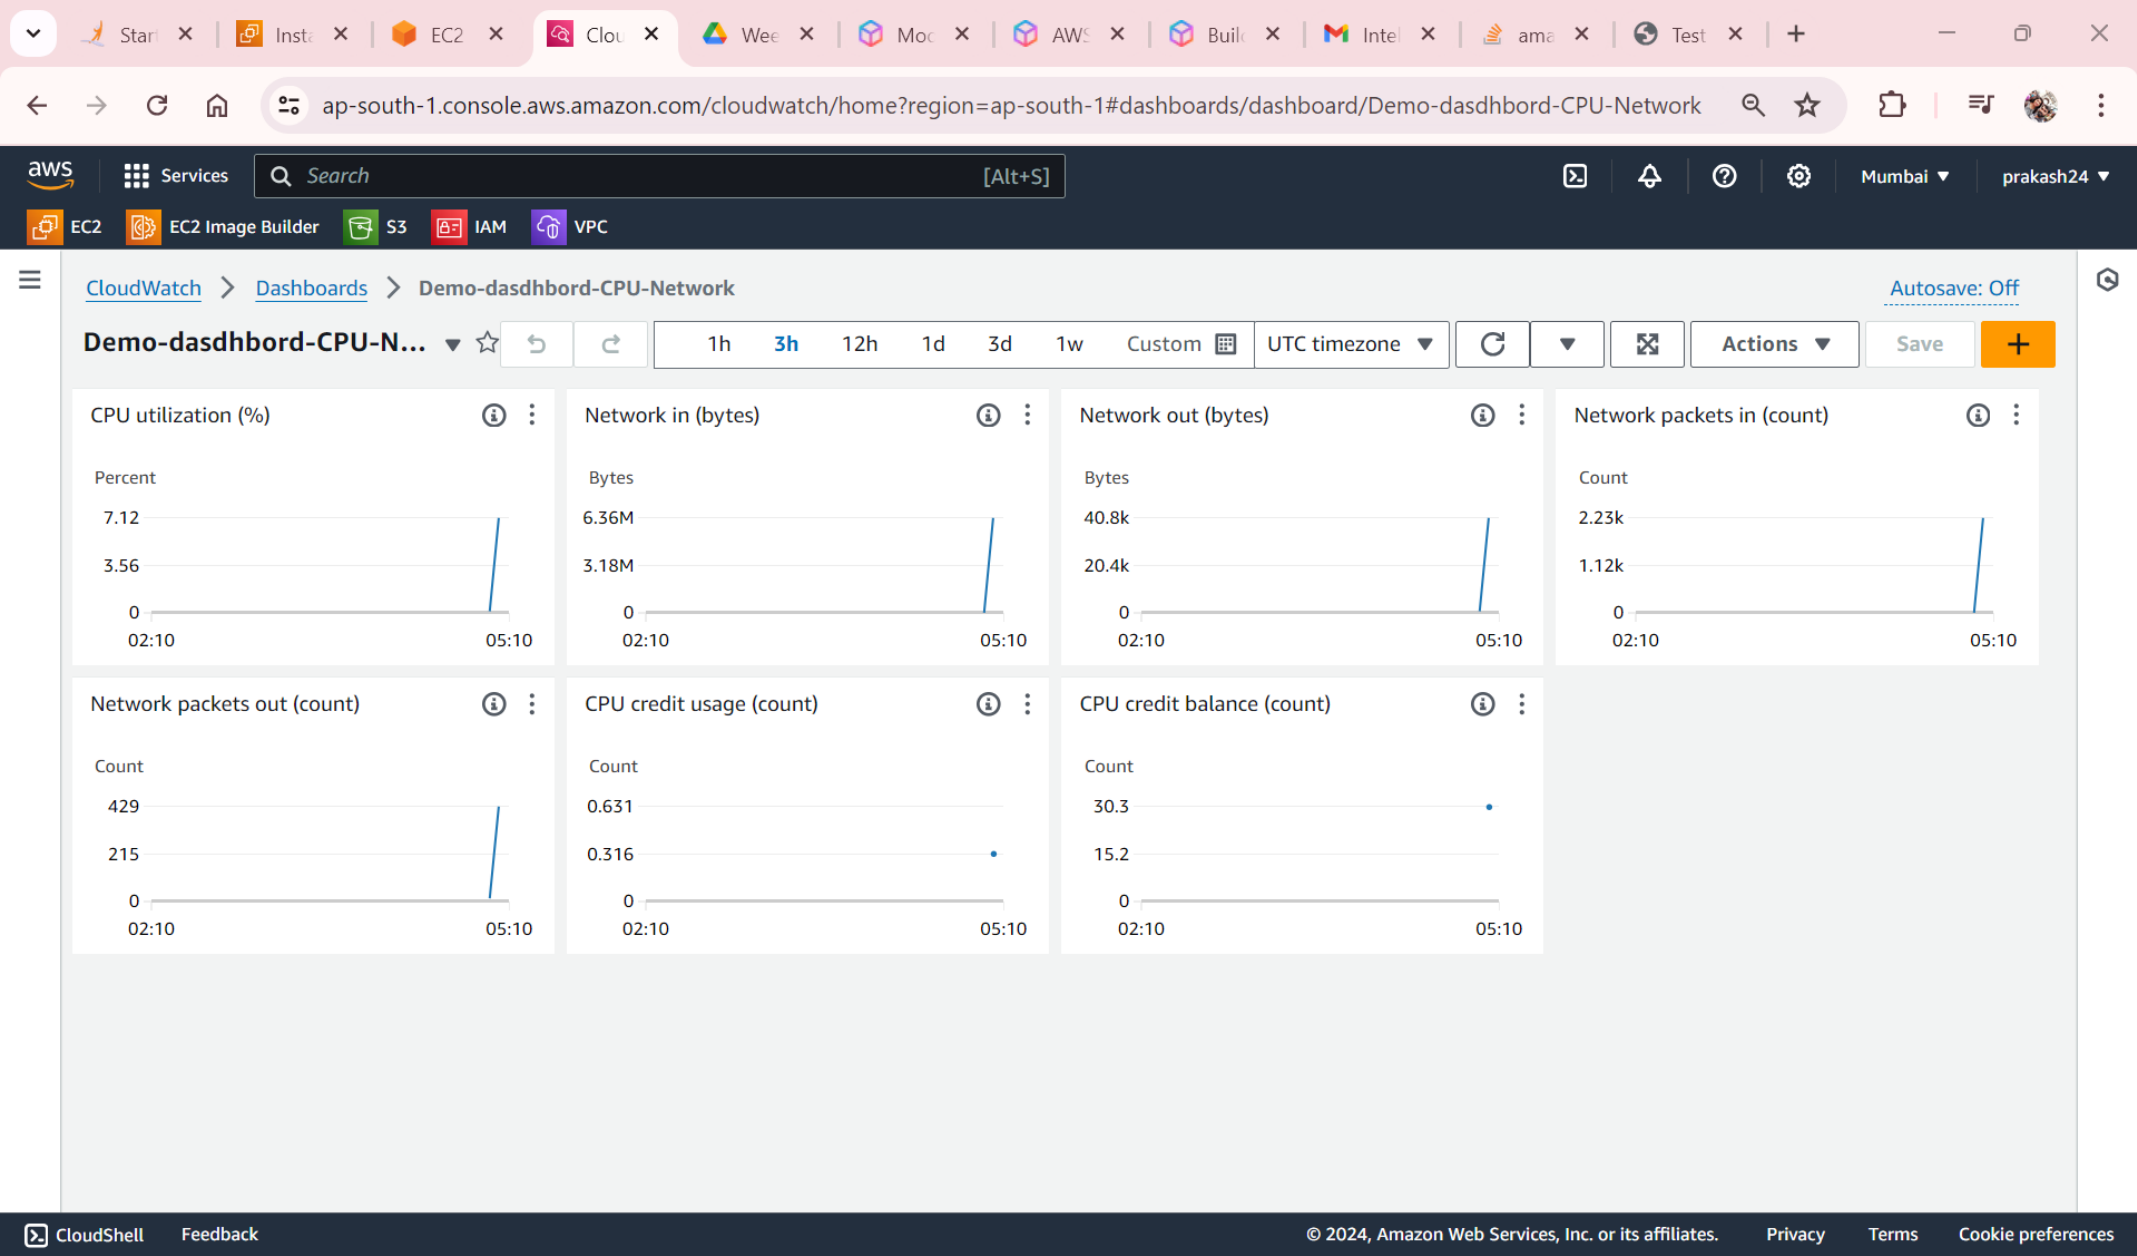 Start
Insta
EC2
Clou
Wee
Moc
AWS
Buil
Intel
ama
Test
ap-south-1.console.aws.amazon.com/cloudwatch/home?region=ap-south-1#dashboards/dashboard/Demo-dasdhbord-CPU-Network
aws
Services
Search
[Alt+S]
Mumbai
prakash24
EC2
EC2 Image Builder
S3
IAM
VPC
CloudWatch
Dashboards
Demo-dasdhbord-CPU-Network
Autosave: Off
Demo-dasdhbord-CPU-N...
1h
3h
12h
1d
3d
1w
Custom
UTC timezone
Actions
Save
CPU utilization (%)
Percent
7.12
3.56
0
02:10
05:10
Network in (bytes)
Bytes
6.36M
3.18M
0
02:10
05:10
Network out (bytes)
Bytes
40.8k
20.4k
0
02:10
05:10
Network packets in (count)
Count
2.23k
1.12k
0
02:10
05:10
Network packets out (count)
Count
429
215
0
02:10
05:10
CPU credit usage (count)
Count
0.631
0.316
0
02:10
05:10
CPU credit balance (count)
Count
30.3
15.2
0
02:10
05:10
CloudShell
Feedback
© 2024, Amazon Web Services, Inc. or its affiliates.
Privacy
Terms
Cookie preferences